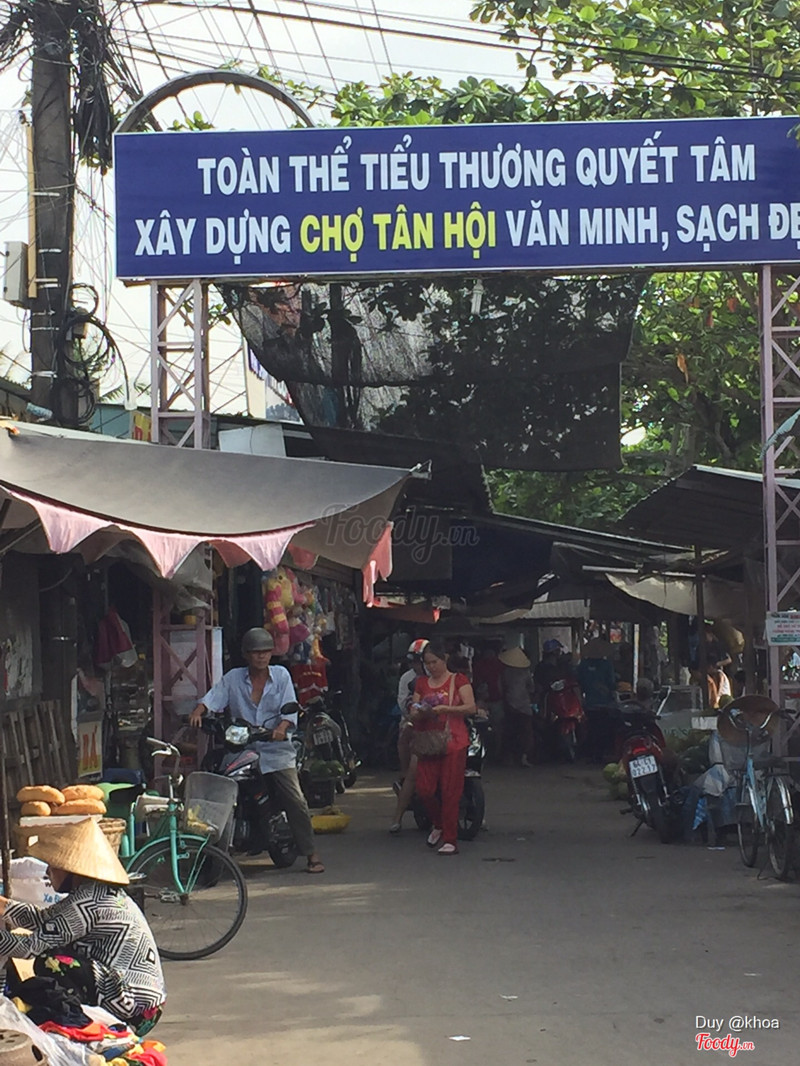 TOÀN THỂ TIỂU THƯƠNG QUYẾT TÂM
XÂY DỰNG CHỢ TÂN HỘI VĂN MINH, SẠCH ĐẸ
Foody.vn
Duy @khoa
Foody.vn